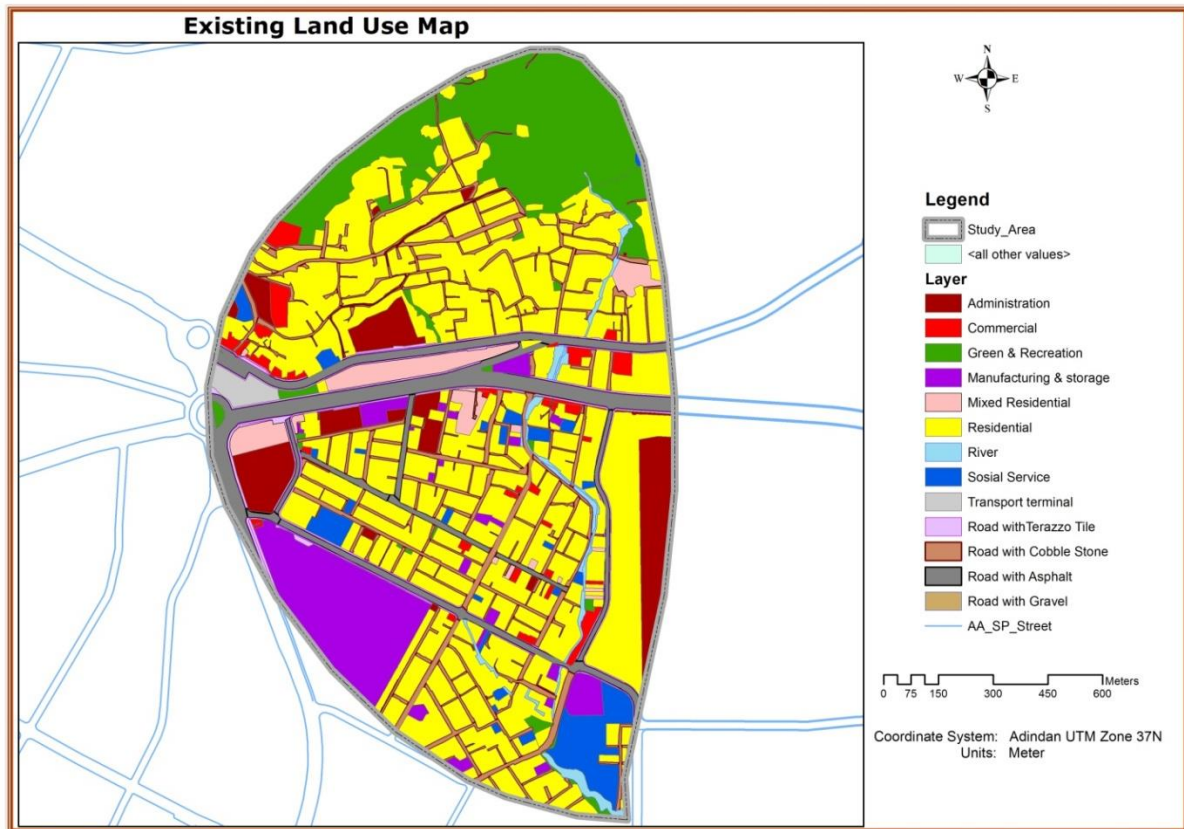 Existing Land Use Map
N
W E
S
Legend
Study_Area
<all other values>
Layer
Administration
Commercial
Green & Recreation
Manufacturing & storage
Mixed Residential
Residential
River
Sosial Service
Transport terminal
Road withTerazzo Tile
Road with Cobble Stone
Road with Asphalt
Road with Gravel
AA_SP_Street
Meters
0 75 150 300 450 600
Coordinate System: Adindan UTM Zone 37N
Units: Meter